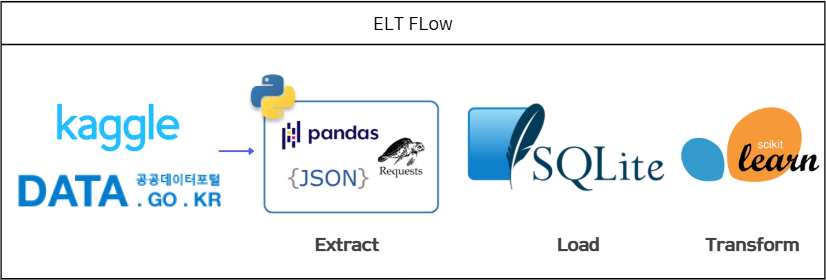 ELT FLow
kaggle
DATA 공공데이터포털
.GO.KR
pandas
{JSON}
Requests
SQLite
scikit
learn
Extract
Load
Transform